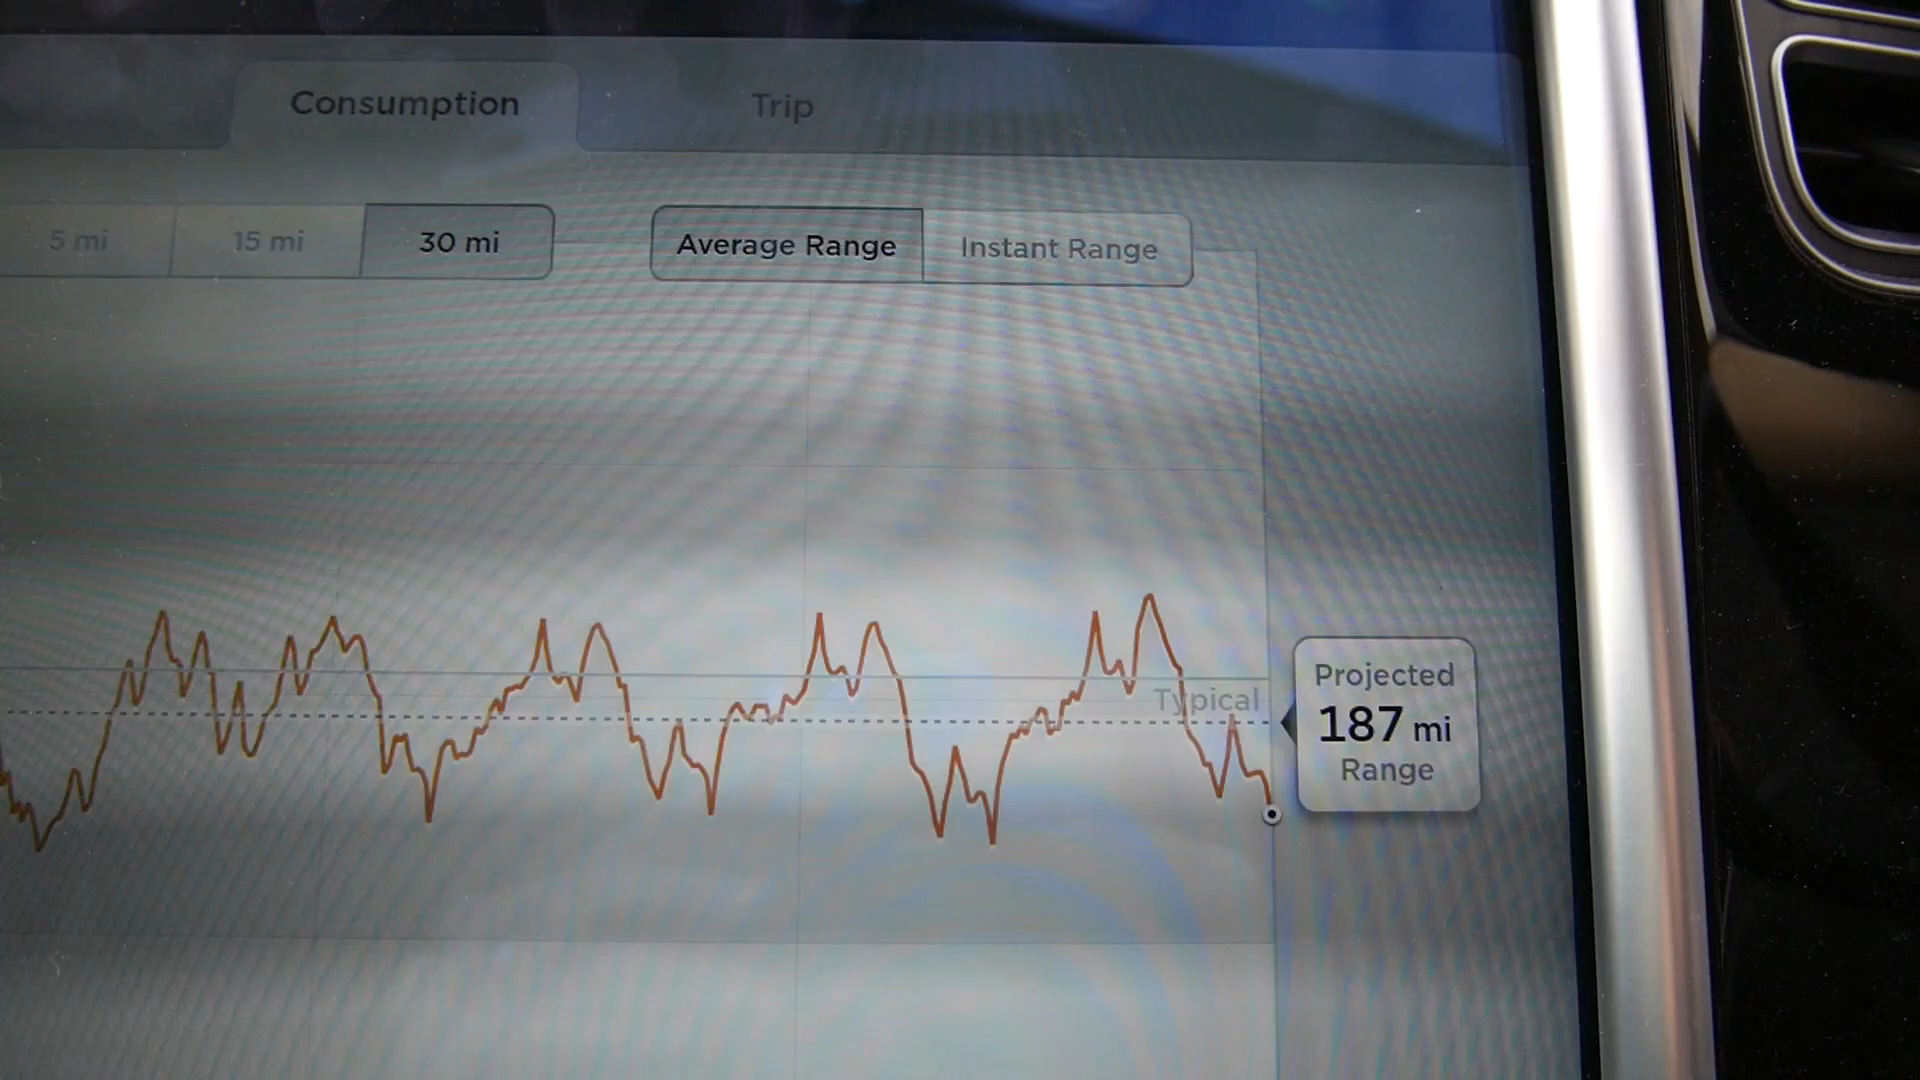 Consumption
Trip
5 mi
15 mi
30 mi
Average Range
Instant Range
Typical
Projected
187 mi
Range